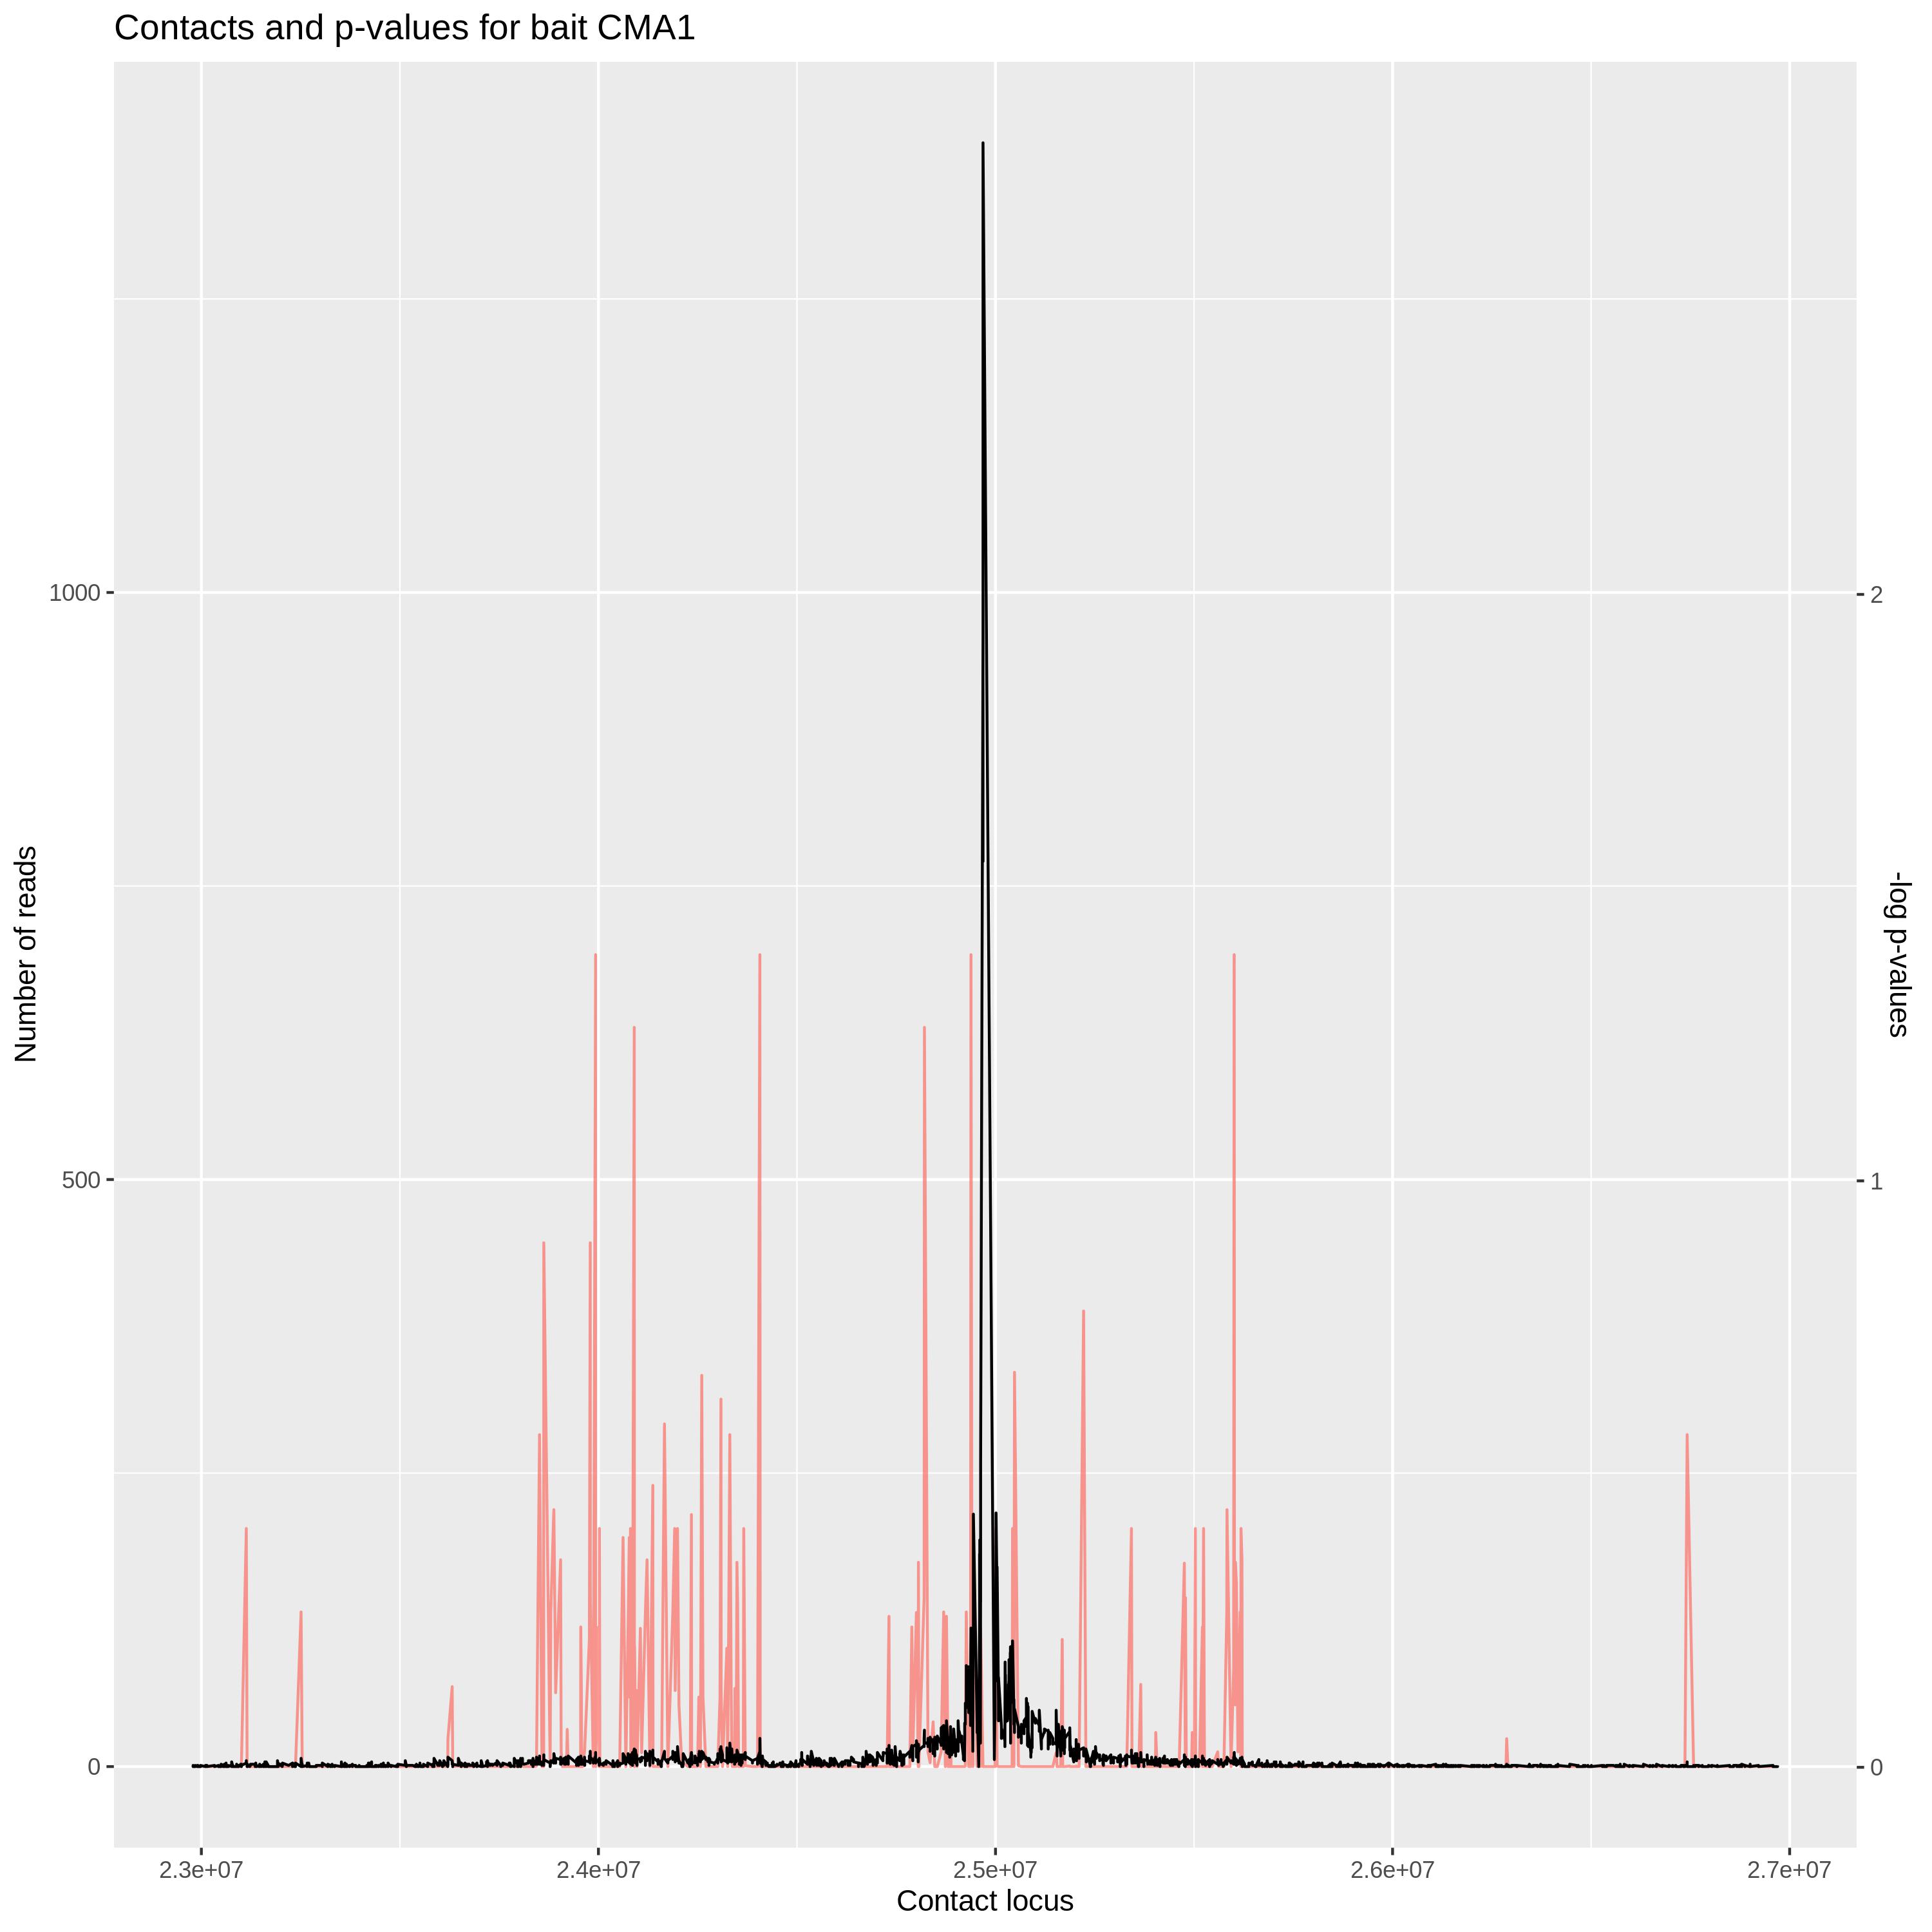 Contacts and p-values for bait CMA1
Number of reads
1000
500
0
2
1
0
-log p-values
2.3e+07
2.4e+07
2.5e+07
2.6e+07
2.7e+07
Contact locus